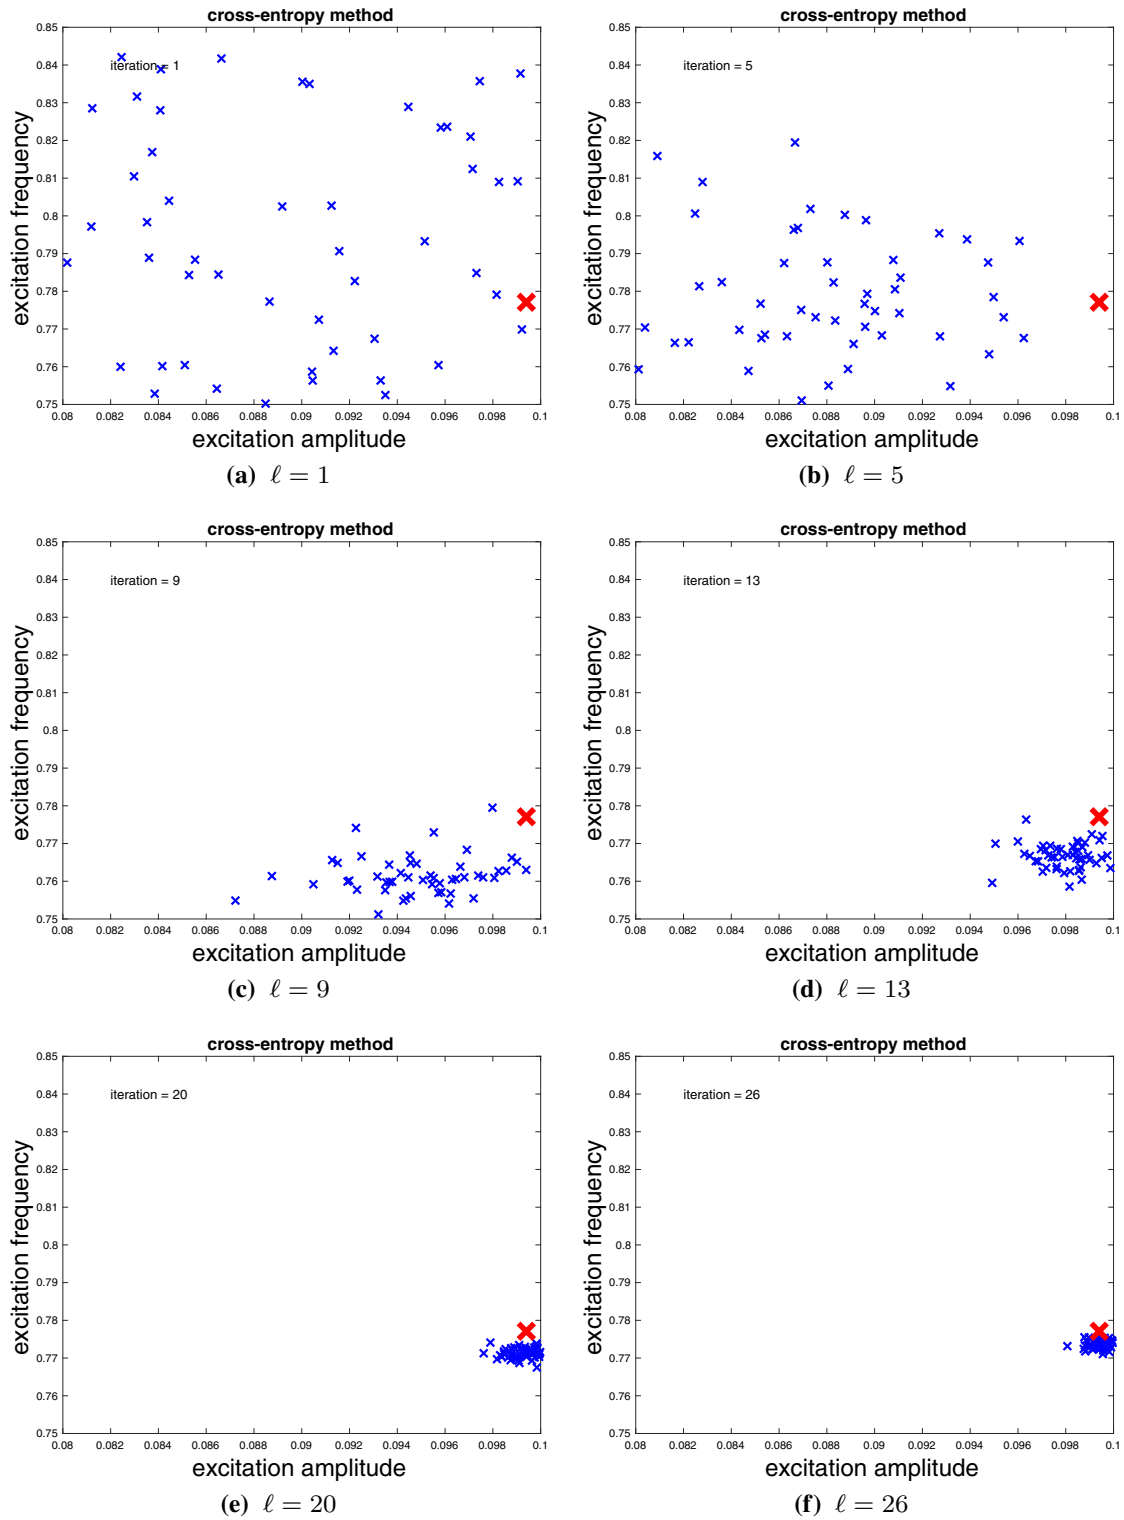 cross-entropy method
iteration = 1
excitation frequency
0.85
0.84
0.83
0.82
0.81
0.8
0.79
0.78
0.77
0.76
0.75
0.08 0.082 0.084 0.086 0.088 0.09 0.092 0.094 0.096 0.098 0.1
excitation amplitude
(a) ℓ = 1
cross-entropy method
iteration = 5
excitation frequency
0.85
0.84
0.83
0.82
0.81
0.8
0.79
0.78
0.77
0.76
0.75
0.08 0.082 0.084 0.086 0.088 0.09 0.092 0.094 0.096 0.098 0.1
excitation amplitude
(b) ℓ = 5
cross-entropy method
iteration = 9
excitation frequency
0.85
0.84
0.83
0.82
0.81
0.8
0.79
0.78
0.77
0.76
0.75
0.08 0.082 0.084 0.086 0.088 0.09 0.092 0.094 0.096 0.098 0.1
excitation amplitude
(c) ℓ = 9
cross-entropy method
iteration = 13
excitation frequency
0.85
0.84
0.83
0.82
0.81
0.8
0.79
0.78
0.77
0.76
0.75
0.08 0.082 0.084 0.086 0.088 0.09 0.092 0.094 0.096 0.098 0.1
excitation amplitude
(d) ℓ = 13
cross-entropy method
iteration = 20
excitation frequency
0.85
0.84
0.83
0.82
0.81
0.8
0.79
0.78
0.77
0.76
0.75
0.08 0.082 0.084 0.086 0.088 0.09 0.092 0.094 0.096 0.098 0.1
excitation amplitude
(e) ℓ = 20
cross-entropy method
iteration = 26
excitation frequency
0.85
0.84
0.83
0.82
0.81
0.8
0.79
0.78
0.77
0.76
0.75
0.08 0.082 0.084 0.086 0.088 0.09 0.092 0.094 0.096 0.098 0.1
excitation amplitude
(f) ℓ = 26